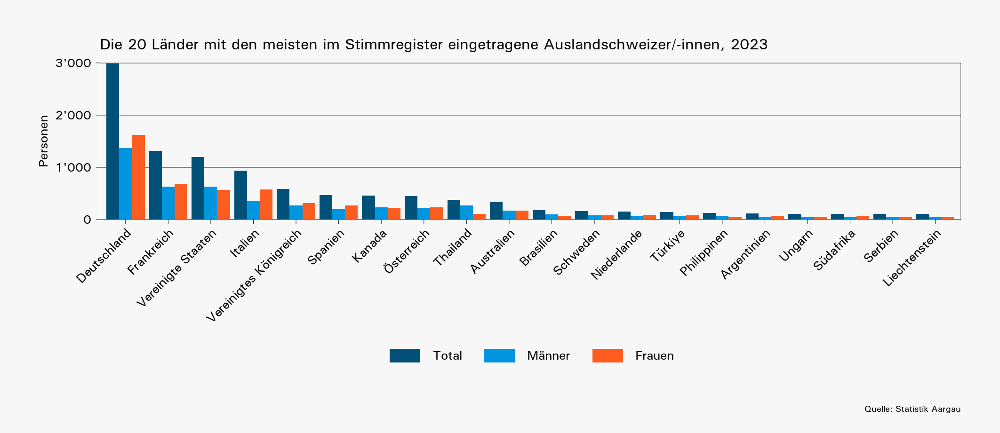 Die 20 Länder mit den meisten im Stimmregister eingetragene Auslandschweizer/-innen, 2023
Personen
3'000
2'000
1'000
0
Deutschland
Frankreich
Vereinigte Staaten
Italien
Vereinigtes Königreich
Spanien
Kanada
Österreich
Thailand
Australien
Brasilien
Schweden
Niederlande
Türkiye
Philippinen
Argentinien
Ungarn
Südafrika
Serbien
Liechtenstein
Total Männer Frauen
Quelle: Statistik Aargau